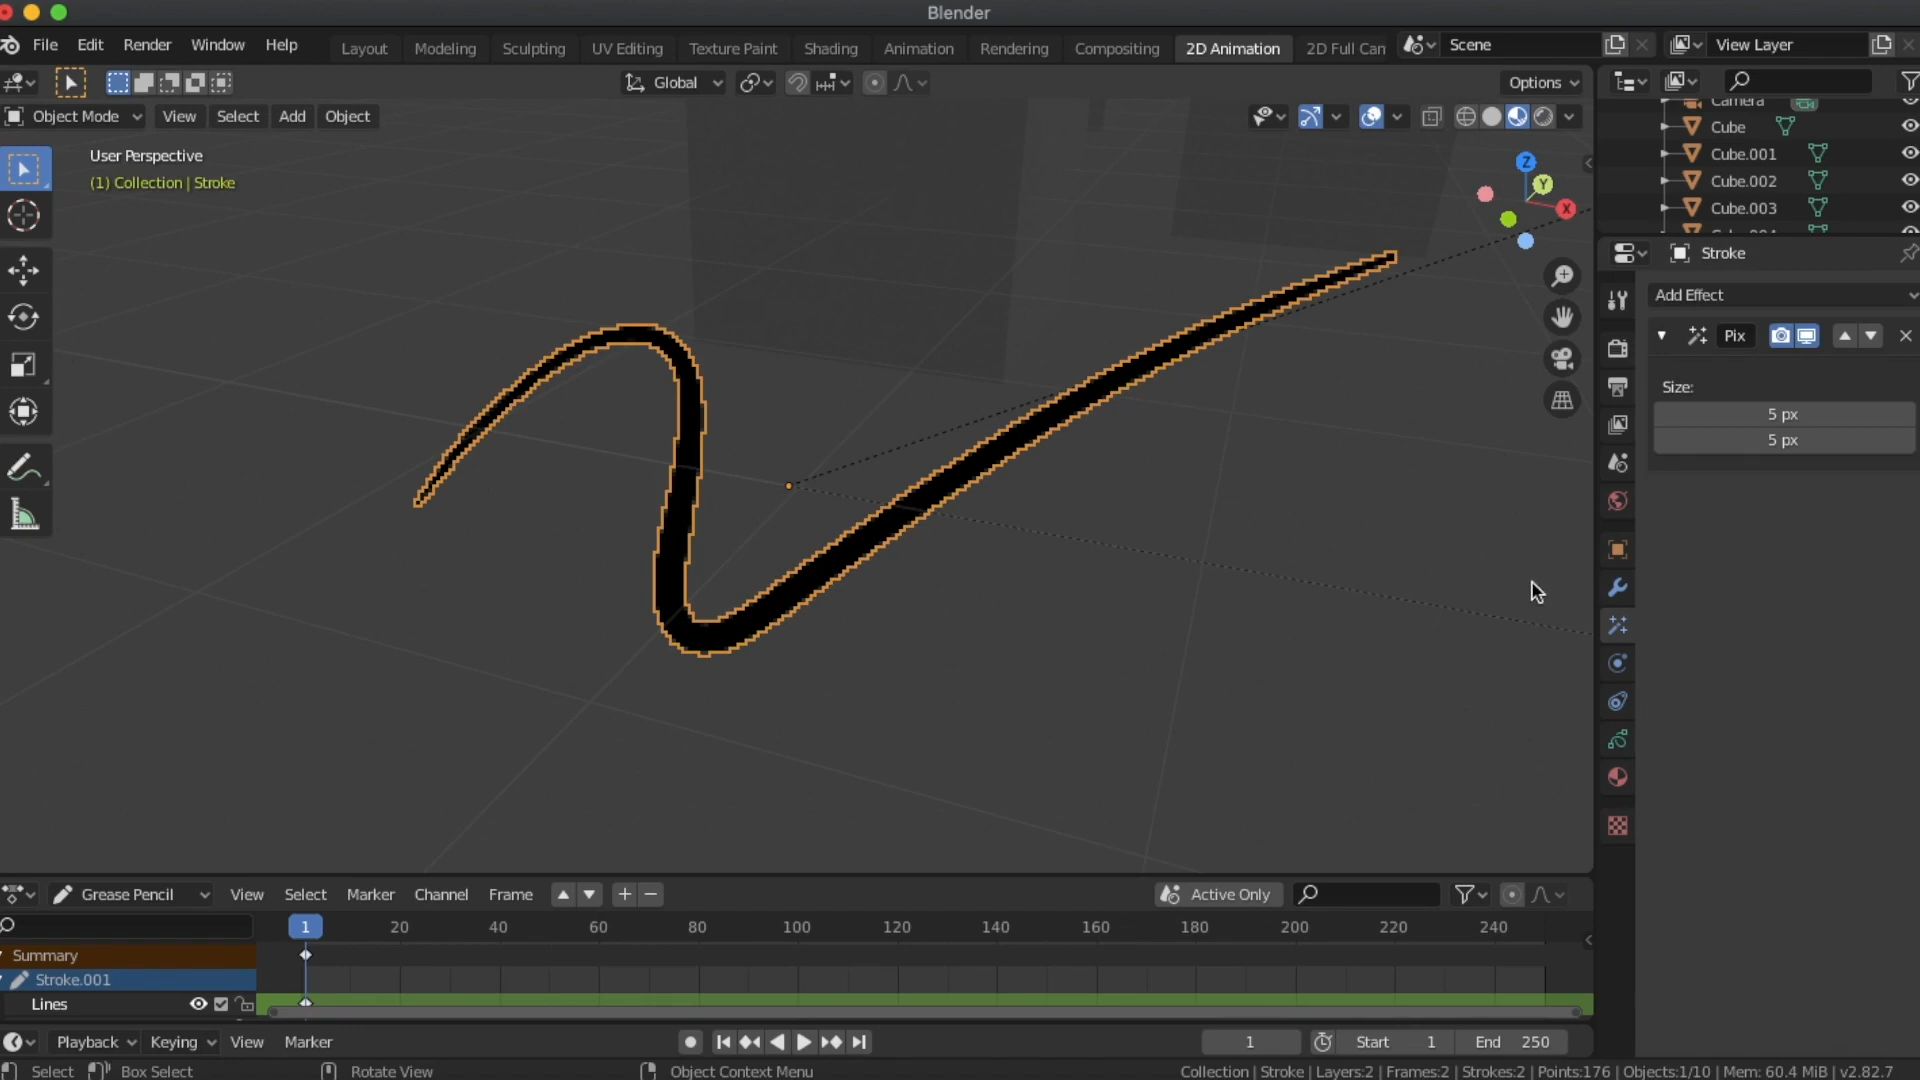 Blender
File Edit Render Window Help Layout Modeling Sculpting UV Editing Texture Paint Shading Animation Rendering Compositing 2D Animation 2D Full Can Scene View Layer
Global Options
Object Mode View Select Add Object
User Perspective
(1) Collection | Stroke
Z
Y
X
Camera
Cube
Cube.001
Cube.002
Cube.003
Stroke
Add Effect
Pix
Size:
5 px
5 px
Grease Pencil View Select Marker Channel Frame Active Only
1 20 40 60 80 100 120 140 160 180 200 220 240
Summary
Stroke.001
Lines
Playback Keying View Marker 1 Start 1 End 250
Select Box Select Rotate View Object Context Menu Collection | Stroke | Layers:2 | Frames:2 | Strokes:2 | Points:176 | Objects:1/10 | Mem: 60.4 MiB | v2.82.7